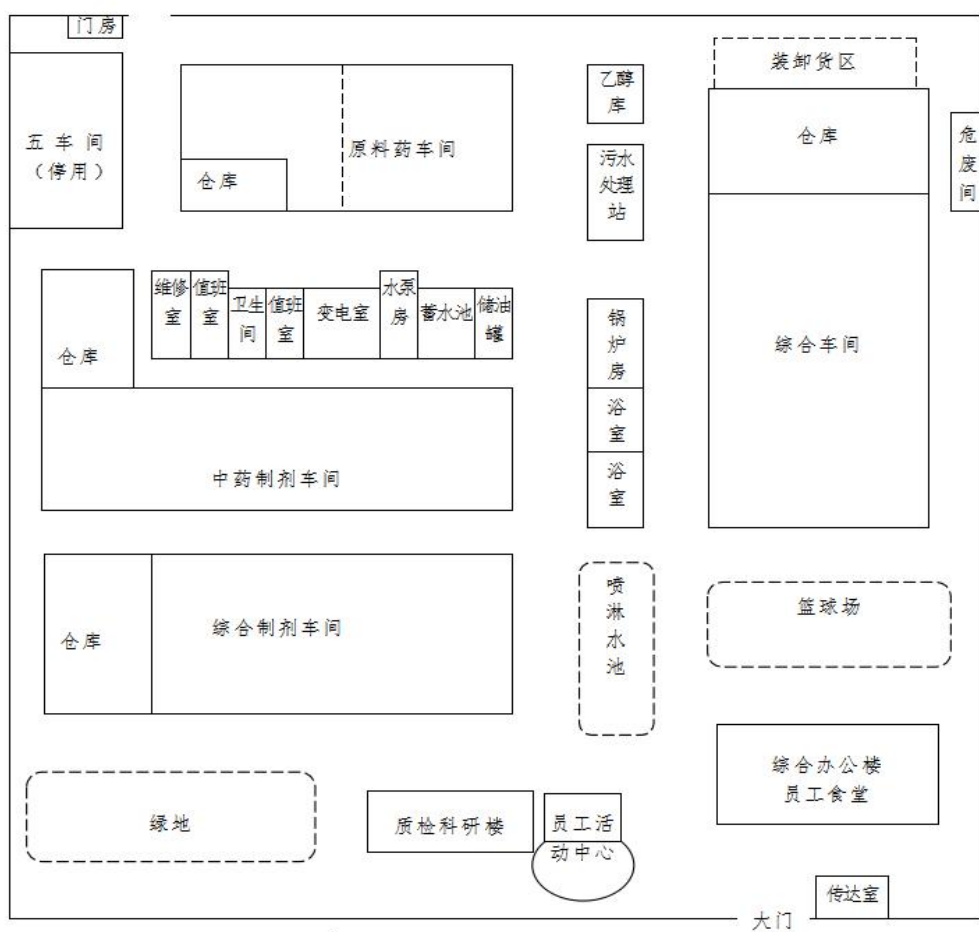 门房
装卸货区
乙醇
库
五车间
（停用）
原料药车间
仓库
仓库
污水
处理
站
危
废
间
维修
室
值班
室
卫生
间
值班
室
变电室
水泵
房
蓄水池
储油
罐
仓库
锅
炉
房
综合车间
浴
室
中药制剂车间
浴
室
仓库
综合制剂车间
喷
淋
水
池
篮球场
绿地
质检科研楼
员工活
动中心
综合办公楼
员工食堂
传达室
大门